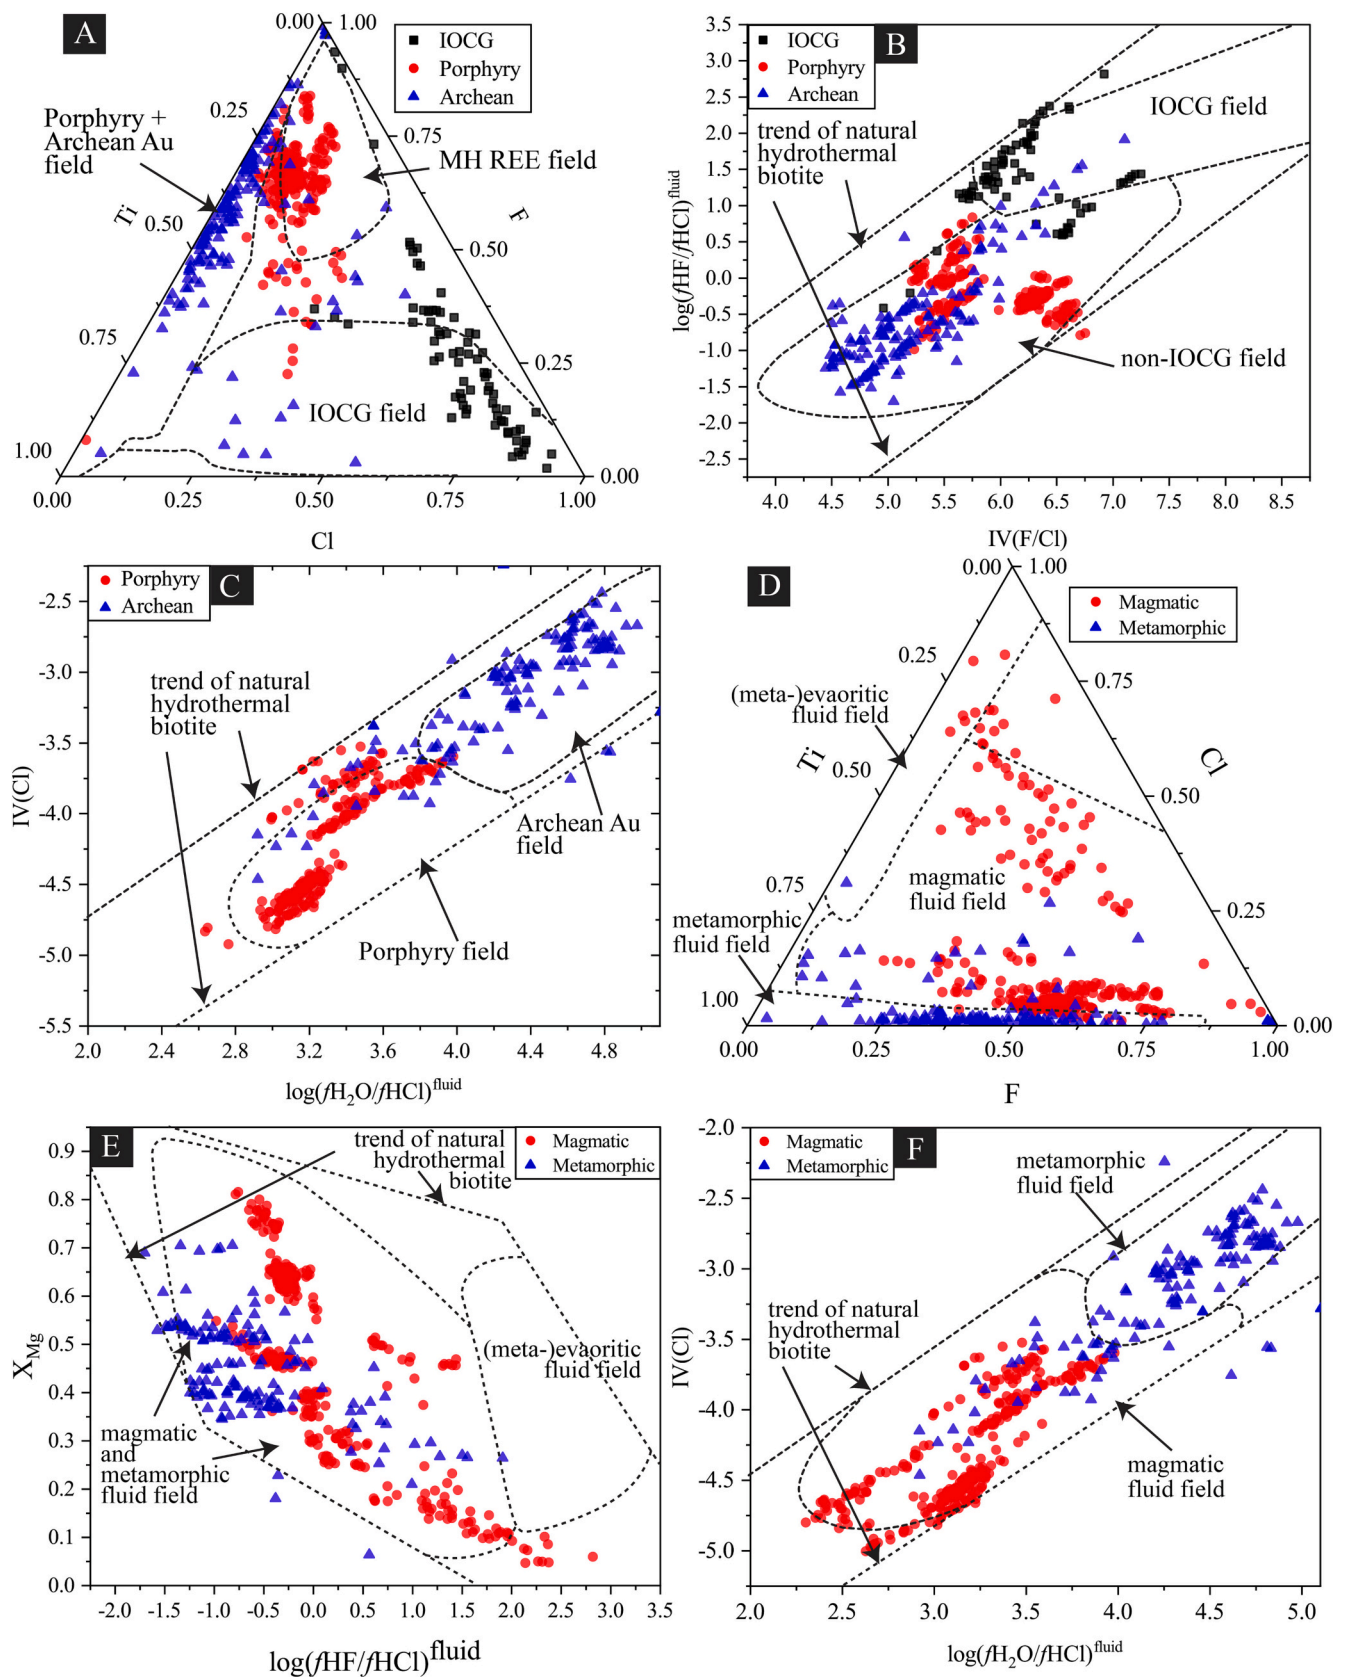 A
0.00
1.00
IOCG
Porphyry
Archean
0.25
Porphyry +
Archean Au
field
0.75
MH REE field
Ti
F
0.50
0.50
0.75
0.25
IOCG field
1.00
0.00
0.00
0.25
0.50
0.75
1.00
Cl
B
IOCG
Porphyry
Archean
3.5
3.0
2.5
2.0
1.5
1.0
0.5
0.0
-0.5
-1.0
-1.5
-2.0
-2.5
log(fHF/fHCl)fluid
trend of natural
hydrothermal
biotite
IOCG field
non-IOCG field
4.0
4.5
5.0
5.5
6.0
6.5
7.0
7.5
8.0
8.5
IV(F/Cl)
C
Porphyry
Archean
-2.5
-3.0
-3.5
-4.0
-4.5
-5.0
-5.5
IV(Cl)
trend of natural
hydrothermal
biotite
Archean Au
field
Porphyry field
2.0
2.4
2.8
3.2
3.6
4.0
4.4
4.8
log(fH2O/fHCl)fluid
D
0.00
1.00
Magmatic
Metamorphic
0.25
(meta-)evaoritic
fluid field
0.75
Ti
Cl
0.50
0.50
0.75
magmatic
fluid field
metamorphic
fluid field
0.25
1.00
0.00
0.00
0.25
0.50
0.75
1.00
F
E
trend of natural
hydrothermal
biotite
Magmatic
Metamorphic
0.9
0.8
0.7
0.6
0.5
0.4
0.3
0.2
0.1
0.0
XMg
(meta-)evaoritic
fluid field
magmatic
and
metamorphic
fluid field
-2.0
-1.5
-1.0
-0.5
0.0
0.5
1.0
1.5
2.0
2.5
3.0
3.5
log(fHF/fHCl)fluid
F
Magmatic
Metamorphic
-2.0
-2.5
-3.0
-3.5
-4.0
-4.5
-5.0
IV(Cl)
metamorphic
fluid field
trend of natural
hydrothermal
biotite
magmatic
fluid field
2.0
2.5
3.0
3.5
4.0
4.5
5.0
log(fH2O/fHCl)fluid